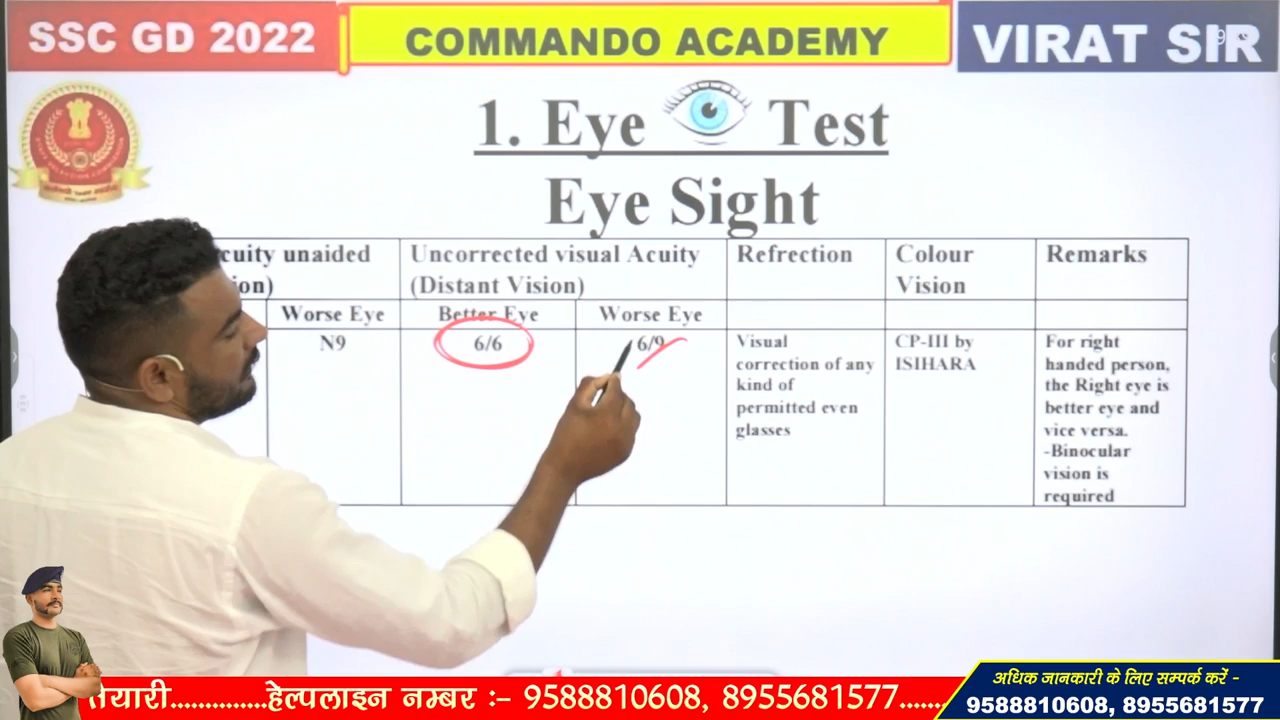 SSC GD 2022
COMMANDO ACADEMY
VIRAT SIR
1. Eye Test
Eye Sight
unaided
Uncorrected visual Acuity
(Distant Vision)
Refrection
Colour
Vision
Remarks
Worse Eye
Better Eye
Worse Eye
N9
6/6
6/9
Visual
correction of any
kind of
permitted even
glasses
CP-III by
ISIHARA
For right
handed person,
the Right eye is
better eye and
vice versa.
-Binocular
vision is
required
हेल्पलाइन नम्बर :- 9588810608, 8955681577......
अधिक जानकारी के लिए सम्पर्क करें -
9588810608, 8955681577